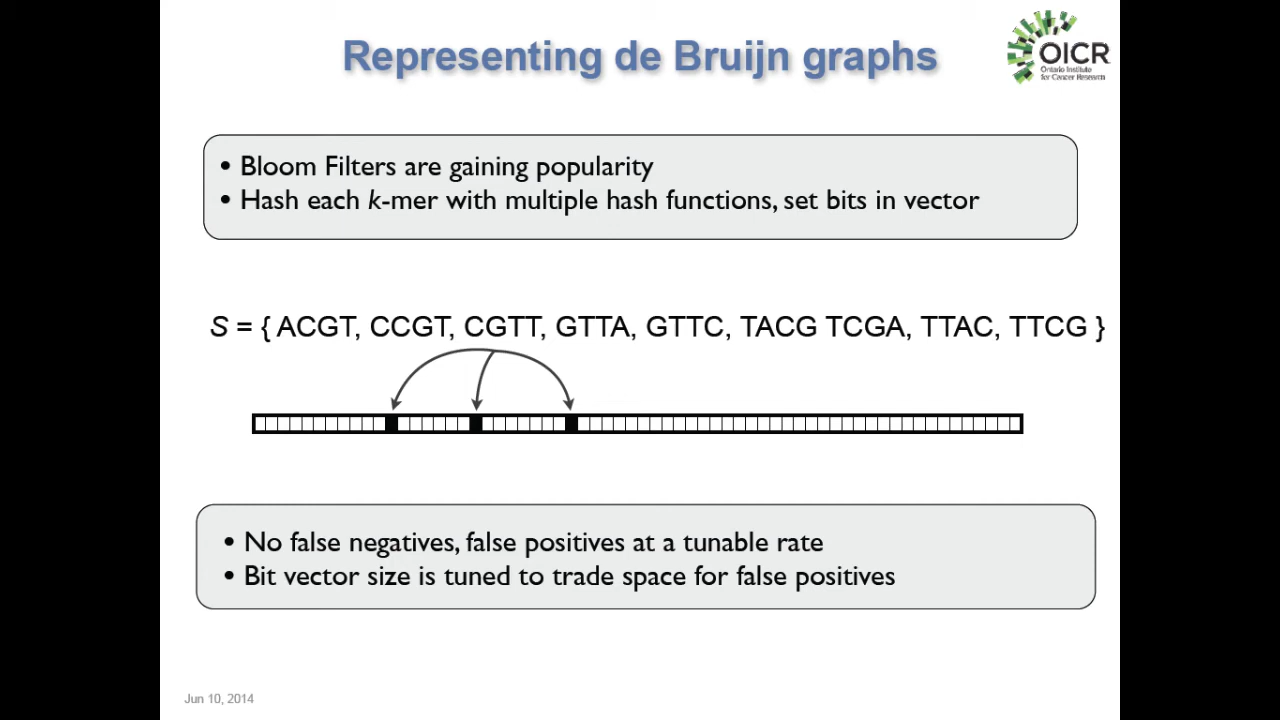 Representing de Bruijn graphs
OICR
Ontario Institute
for Cancer Research
• Bloom Filters are gaining popularity
• Hash each k-mer with multiple hash functions, set bits in vector
S = { ACGT, CCGT, CGTT, GTTA, GTTC, TACG TCGA, TTAC, TTCG }
• No false negatives, false positives at a tunable rate
• Bit vector size is tuned to trade space for false positives
Jun 10, 2014